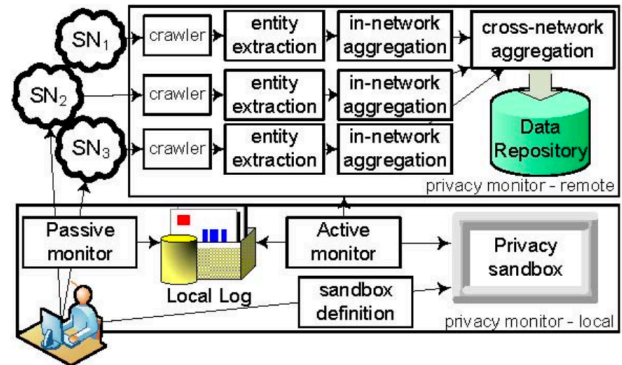 SN1
crawler
entity
extraction
in-network
aggregation
cross-network
aggregation
SN2
crawler
entity
extraction
in-network
aggregation
SN3
crawler
entity
extraction
in-network
aggregation
Data
Repository
privacy monitor - remote
Passive
monitor
Local Log
Active
monitor
Privacy
sandbox
sandbox
definition
privacy monitor - local